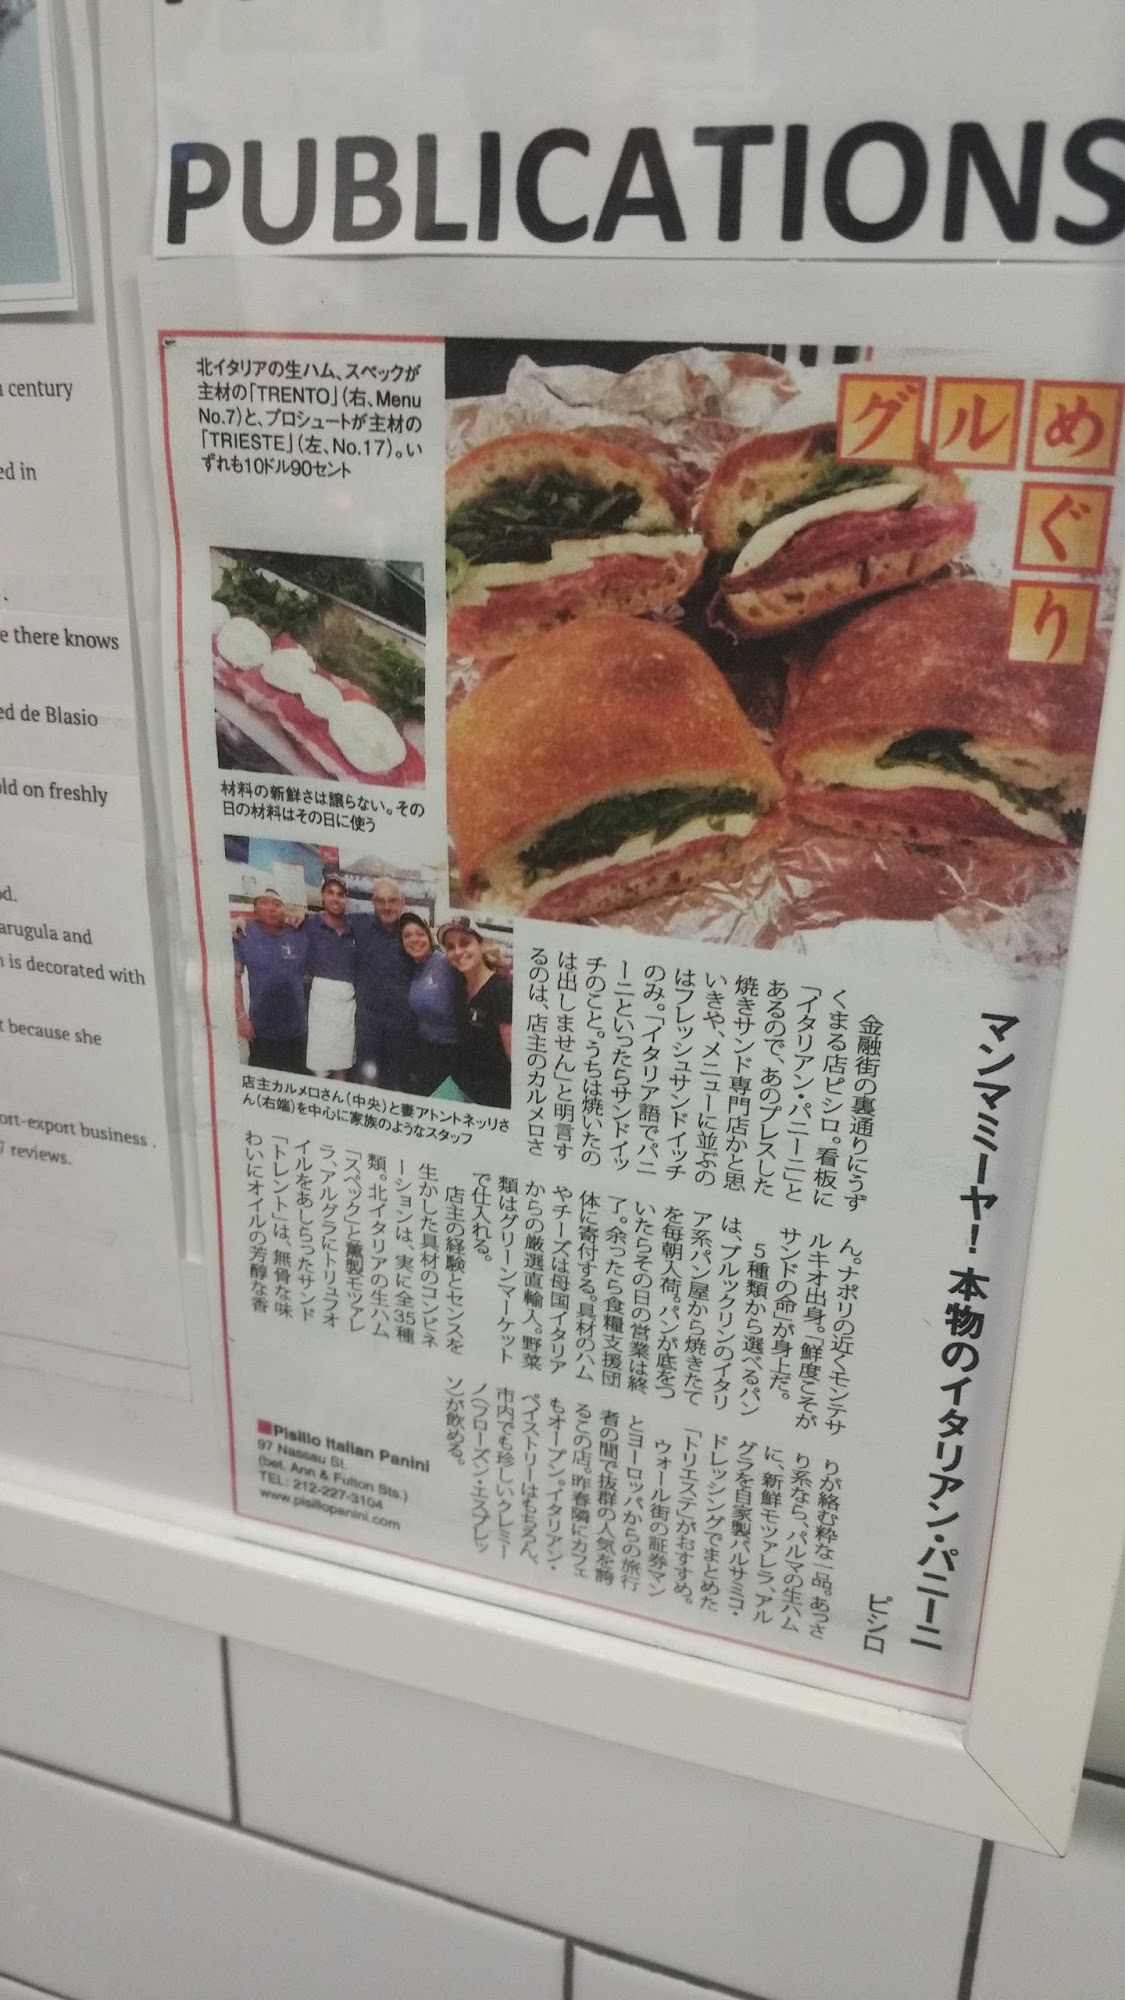 PUBLICATIONS
century
ed in
e there knows
ed de Blasio
old on freshly
arugula and
is decorated with
because she
ort-export business .
7 reviews.
グルめぐり
北イタリアの生ハム、スペックが
主材の「TRENTO」(右、Menu
No.7)と、プロシュートが主材の
「TRIESTE」(左、No.17)。い
ずれも10ドル90セント
材料の新鮮さは譲らない。その
日の材料はその日に使う
店主カルメロさん(中央)と妻アントネッリさ
ん(右端)を中心に家族のようなスタッフ
マンマミーヤ!本物のイタリアン・パニーニ
ピシロ
金融街の裏通りにうず
くまる店ピシロ。看板に
「イタリアン・パニーニ」と
あるので、あのプレスした
焼きサンド専門店かと思
いきや、メニューに並ぶの
はフレッシュサンドイッチ
のみ。「イタリア語でパニ
ーニといったらサンドイッ
チのこと。うちは焼いたの
は出しません」と明言す
るのは、店主のカルメロさ
ん。ナポリの近くモンテサ
ルキオ出身。「鮮度こそが
サンドの命」が身上だ。
5種類から選べるパン
は、ブルックリンのイタリ
ア系パン屋から焼きたて
を毎朝入荷。パンが底をつ
いたらその日の営業は終
了。余ったら食糧支援団
体に寄付する。具材のハム
やチーズは母国イタリア
からの厳選直輸入。野菜
類はグリーンマーケット
で仕入れる。
店主の経験とセンスを
生かした具材のコンビネ
ーションは、実に全35種
類。北イタリアの生ハム
「スペック」と薫製モツァレ
ラ、アルグラにトリュフオ
イルをあしらったサンド
「トレント」は、無骨な味
わいにオイルの芳醇な香
りが絡む粋な一品。あっさ
り系なら、パルマの生ハム
に、新鮮モツァレラ、アル
グラを自家製バルサミコ・
ドレッシングでまとめた
「トリエステ」がおすすめ。
ウォール街の証券マン
とヨーロッパからの旅行
者の間で抜群の人気を誇
るこの店。昨春隣にカフェ
もオープン。イタリアン・
ペイストリーはもちろん、
市内でも珍しいクレミー
ノ(フローズン・エスプレッ
ソ)が飲める。
■Pisillo Italian Panini
97 Nassau St.
(bet. Ann & Fulton Sts.)
TEL: 212-227-3104
www.pisillopanini.com